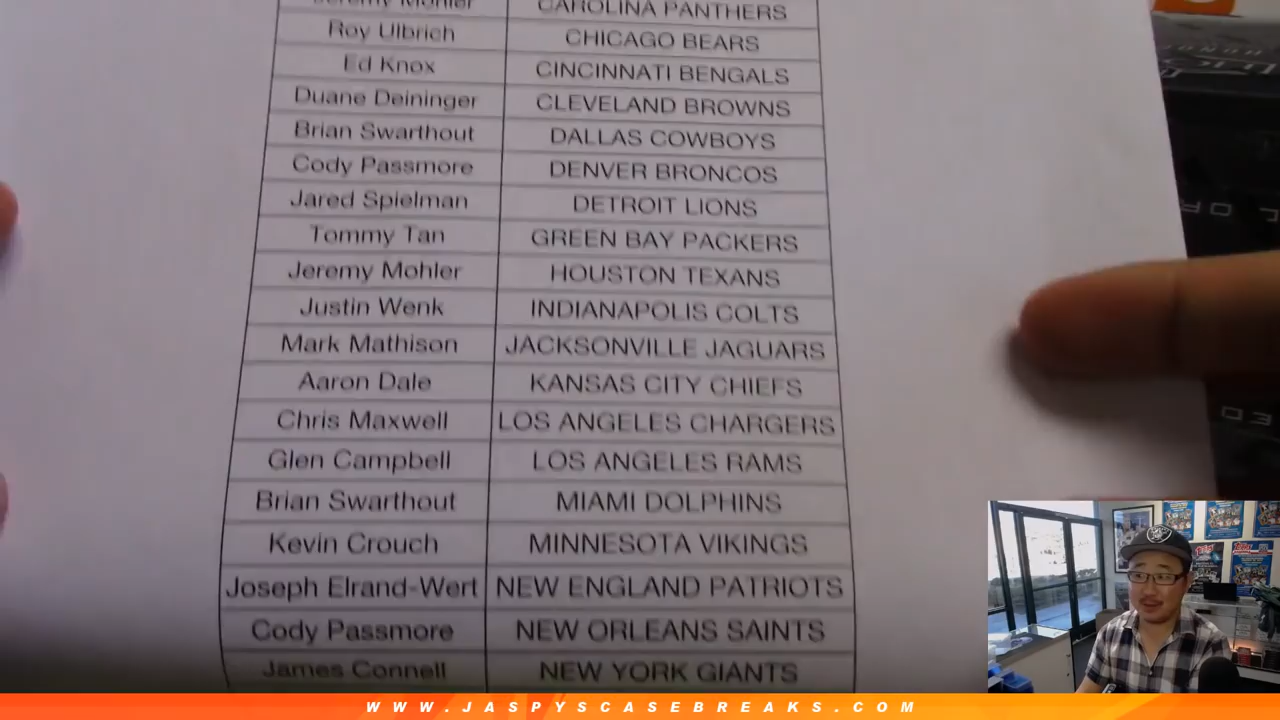 Jeremy Mohler CAROLINA PANTHERS
Roy Ulbrich CHICAGO BEARS
Ed Knox CINCINNATI BENGALS
Duane Deininger CLEVELAND BROWNS
Brian Swarthout DALLAS COWBOYS
Cody Passmore DENVER BRONCOS
Jared Spielman DETROIT LIONS
Tommy Tan GREEN BAY PACKERS
Jeremy Mohler HOUSTON TEXANS
Justin Wenk INDIANAPOLIS COLTS
Mark Mathison JACKSONVILLE JAGUARS
Aaron Dale KANSAS CITY CHIEFS
Chris Maxwell LOS ANGELES CHARGERS
Glen Campbell LOS ANGELES RAMS
Brian Swarthout MIAMI DOLPHINS
Kevin Crouch MINNESOTA VIKINGS
Joseph Elrand-Wert NEW ENGLAND PATRIOTS
Cody Passmore NEW ORLEANS SAINTS
James Connell NEW YORK GIANTS
WWW.JASPYSCASEBREAKS.COM